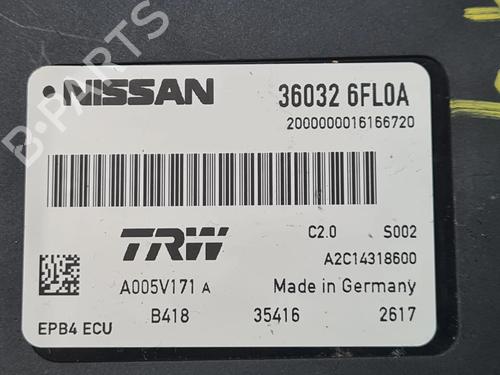 B-PARTS
NISSAN 36032 6FL0A
2000000016166720
TRW C2.0 S002
A2C14318600
A005V171 A Made in Germany
B418 35416 2617
EPB4 ECU